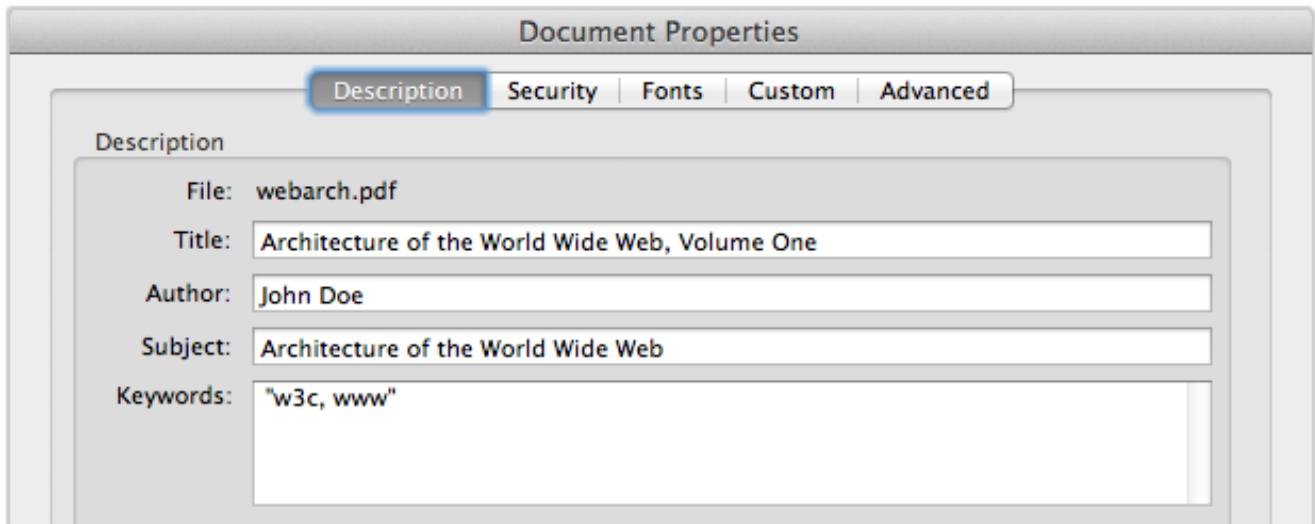 Document Properties
Description Security Fonts Custom Advanced
Description
File: webarch.pdf
Title: Architecture of the World Wide Web, Volume One
Author: John Doe
Subject: Architecture of the World Wide Web
Keywords: "w3c, www"